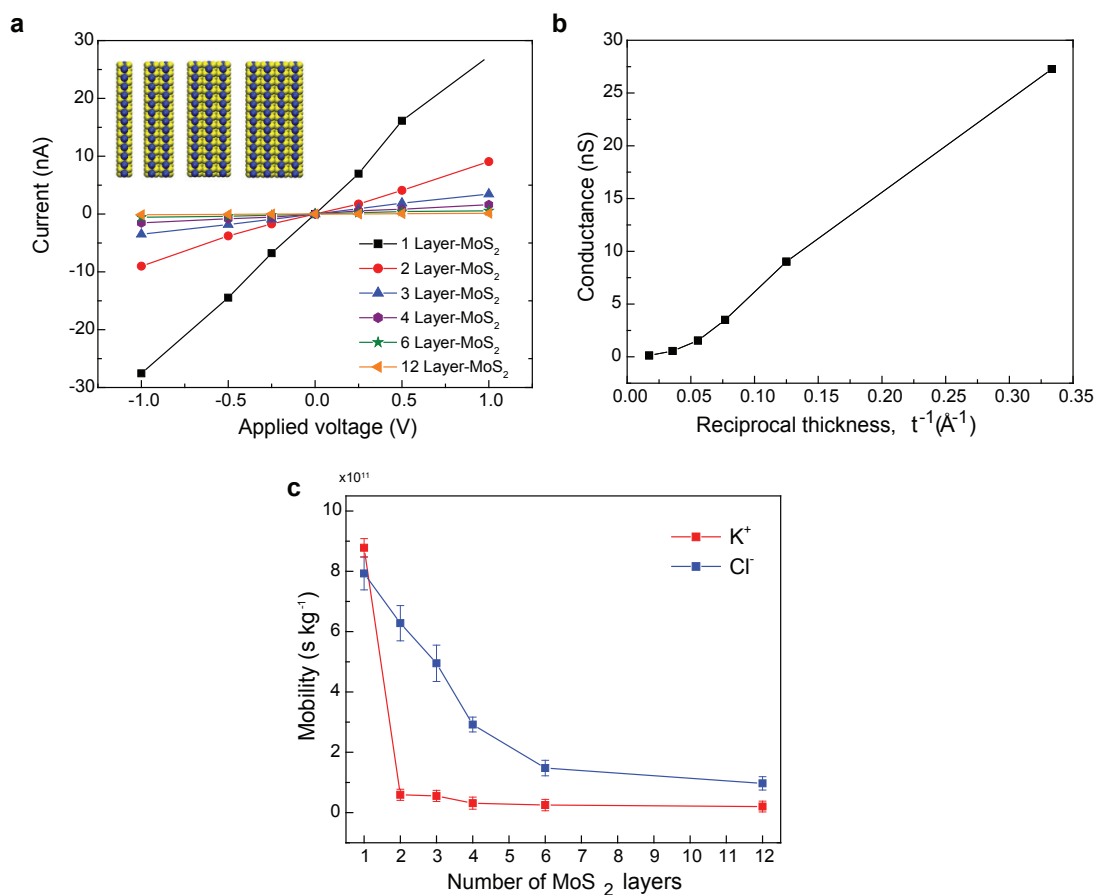 a
30
20
10
0
-10
-20
-30
Current (nA)
-1.0 -0.5 0.0 0.5 1.0
Applied voltage (V)
1 Layer-MoS2
2 Layer-MoS2
3 Layer-MoS2
4 Layer-MoS2
6 Layer-MoS2
12 Layer-MoS2
b
30
25
20
15
10
5
0
Conductance (nS)
0.00 0.05 0.10 0.15 0.20 0.25 0.30 0.35
Reciprocal thickness, t-1(Å-1)
c
x1011
10
8
6
4
2
0
Mobility (s kg-1)
K+
Cl-
1 2 3 4 5 6 7 8 9 10 11 12
Number of MoS 2 layers